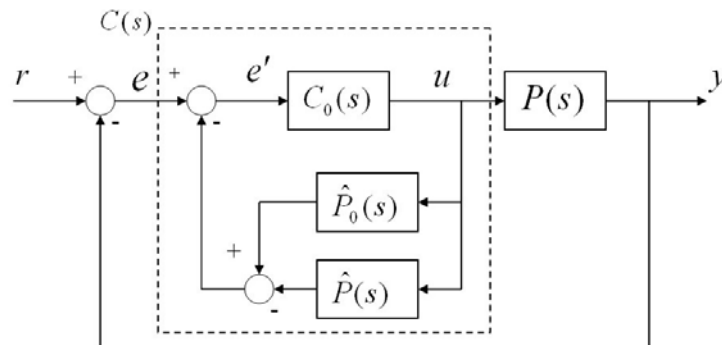 C(s)
r + e + e' C₀(s) u P(s) y
- -
P̂₀(s)
+
P̂(s)
-